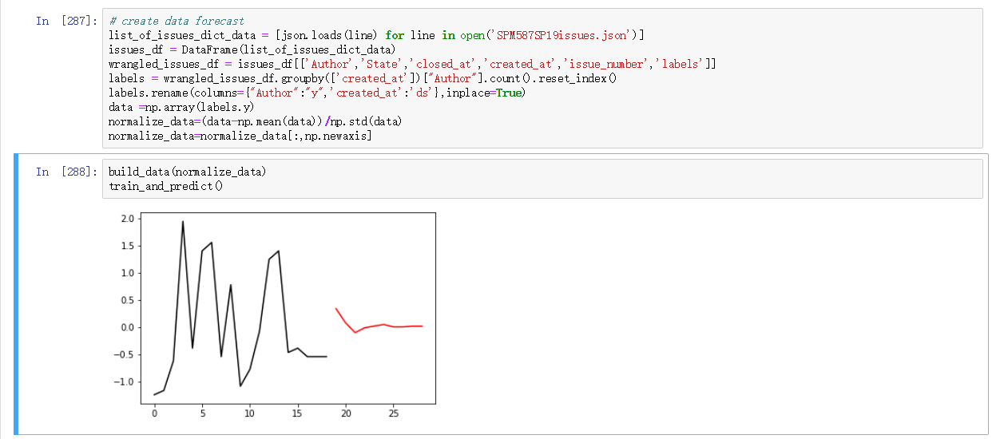 In [287]:
# create data forecast
list_of_issues_dict_data = [json.loads(line) for line in open('SPM587SP19issues.json')]
issues_df = DataFrame(list_of_issues_dict_data)
wrangled_issues_df = issues_df[['Author','State','closed_at','created_at','issue_number','labels']]
labels = wrangled_issues_df.groupby(['created_at'])["Author"].count().reset_index()
labels.rename(columns={"Author":"y",'created_at':'ds'},inplace=True)
data =np.array(labels.y)
normalize_data=(data-np.mean(data))/np.std(data)
normalize_data=normalize_data[:,np.newaxis]
In [288]:
build_data(normalize_data)
train_and_predict()
2.0
1.5
1.0
0.5
0.0
−0.5
−1.0
0 5 10 15 20 25